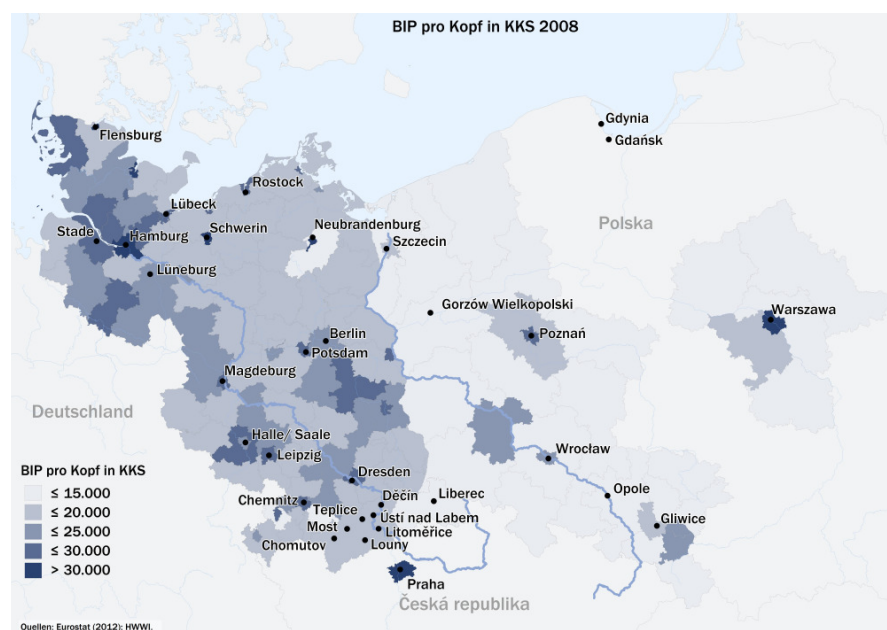 BIP pro Kopf in KKS 2008
Gdynia
Flensburg
Gdańsk
Rostock
Lübeck
Polska
Stade
Hamburg
Schwerin
Neubrandenburg
Szczecin
Lüneburg
Gorzów Wielkopolski
Warszawa
Berlin
Poznań
Potsdam
Magdeburg
Deutschland
Halle/ Saale
Wrocław
Leipzig
BIP pro Kopf in KKS
≤ 15.000
≤ 20.000
≤ 25.000
≤ 30.000
> 30.000
Dresden
Děčín
Liberec
Opole
Chemnitz
Teplice
Ústí nad Labem
Gliwice
Most
Litoměřice
Chomutov
Louny
Praha
Česká republika
Quellen: Eurostat (2012); HWWI.